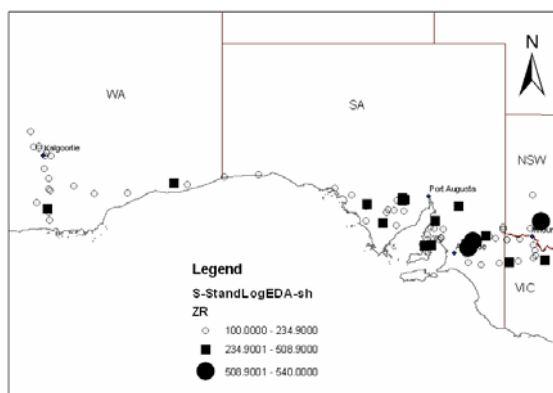 N
WA
SA
NSW
Kalgoorlie
Port Augusta
VIC
Legend
S-StandLogEDA-sh
ZR
100.0000 - 234.9000
234.9001 - 508.9000
508.9001 - 540.0000